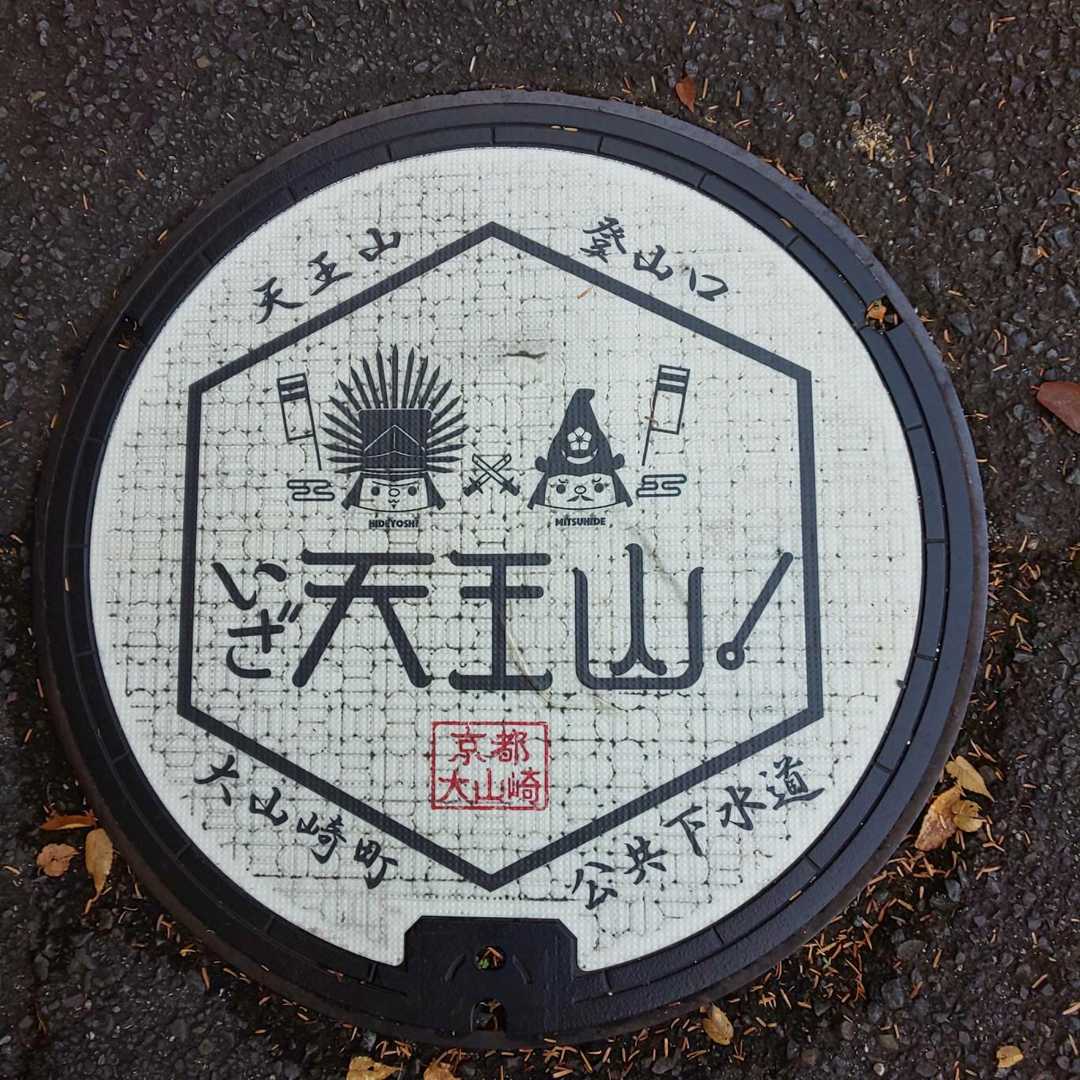 天王山 登山口
HIDEYOSHI
MITSUHIDE
いざ天王山!
京都
大山崎
大山崎町 公共下水道